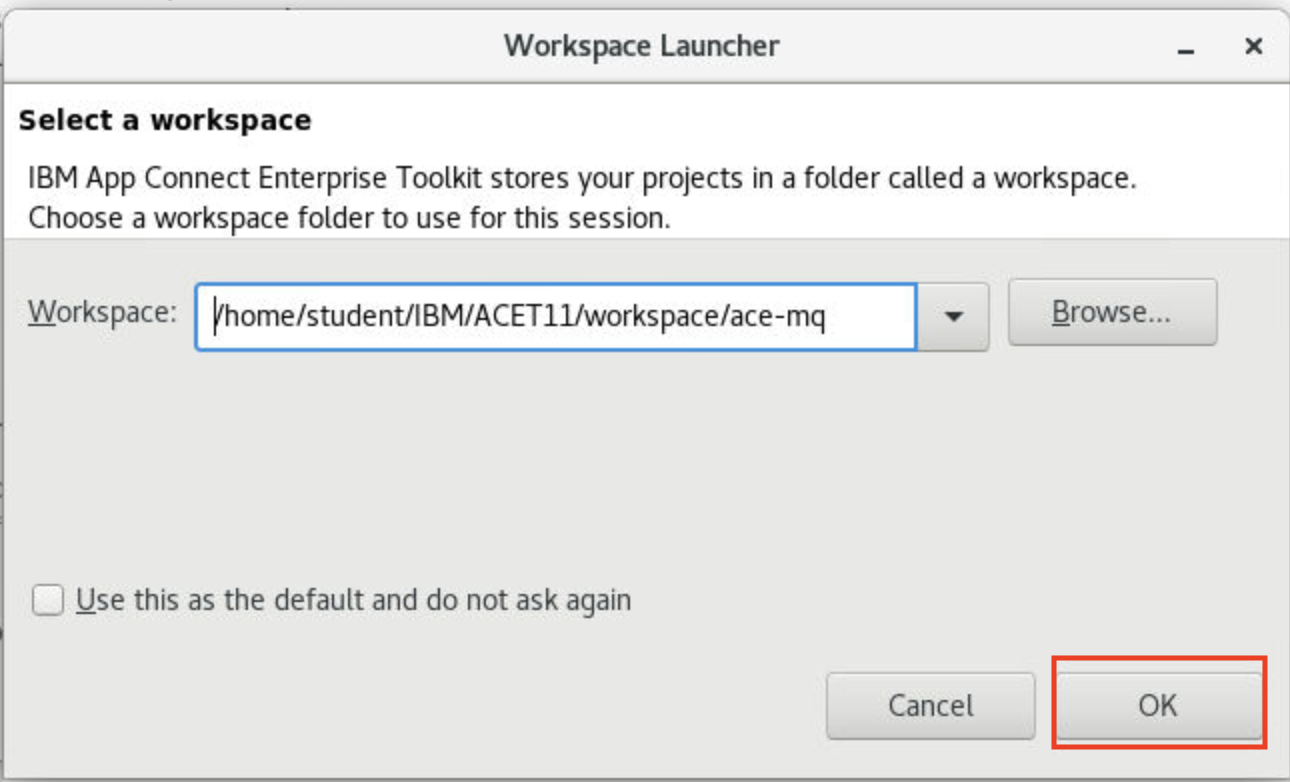 Workspace Launcher
Select a workspace
IBM App Connect Enterprise Toolkit stores your projects in a folder called a workspace.
Choose a workspace folder to use for this session.
Workspace: /home/student/IBM/ACET11/workspace/ace-mq Browse...
Use this as the default and do not ask again
Cancel OK